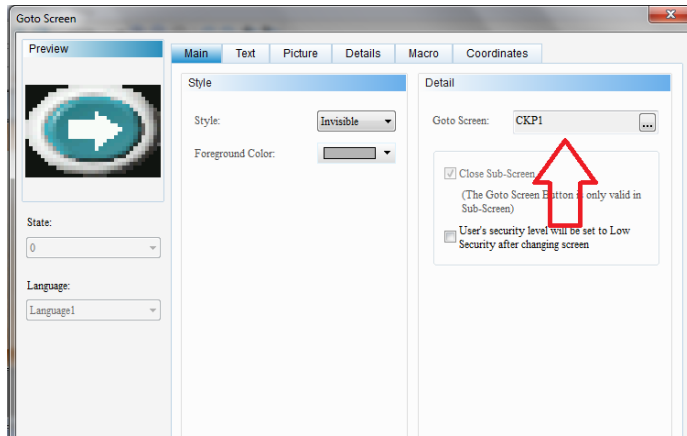 Goto Screen
Preview
Main Text Picture Details Macro Coordinates
Style
Detail
Style:
Invisible
Goto Screen:
CKP1
...
Foreground Color:
Close Sub-Screen
(The Goto Screen Button is only valid in
Sub-Screen)
State:
0
User's security level will be set to Low
Security after changing screen
Language:
Language1